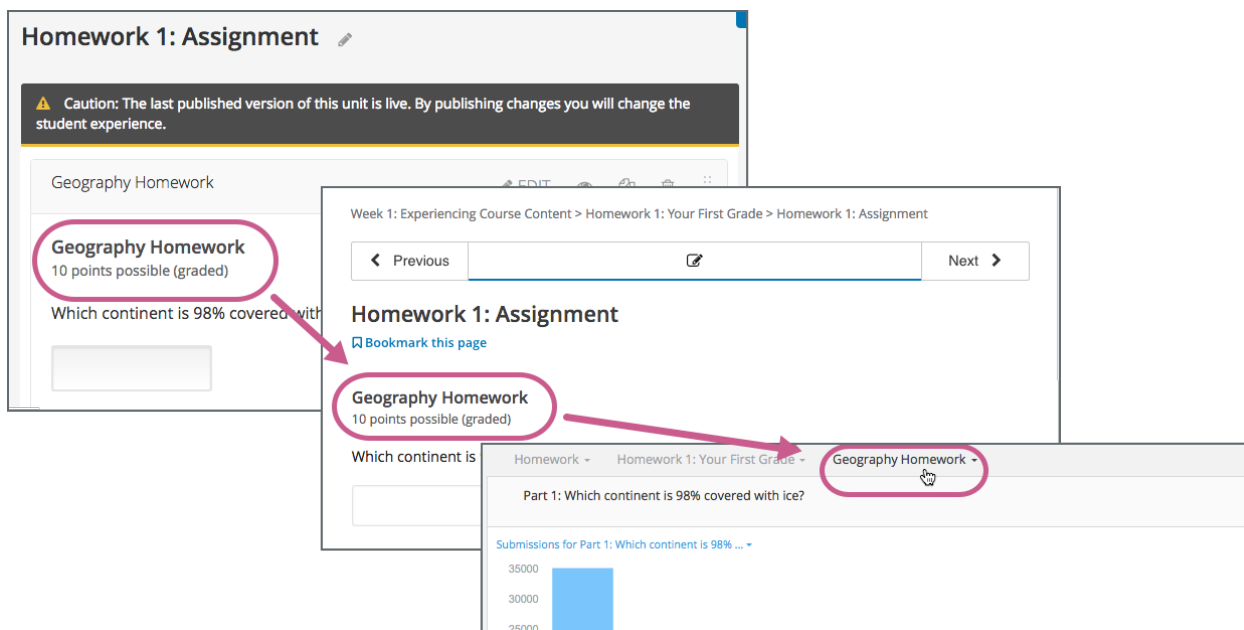 Homework 1: Assignment
Caution: The last published version of this unit is live. By publishing changes you will change the
student experience.
Geography Homework
EDIT
Geography Homework
10 points possible (graded)
Which continent is 98% covered with
Week 1: Experiencing Course Content > Homework 1: Your First Grade > Homework 1: Assignment
Previous
Next
Homework 1: Assignment
Bookmark this page
Geography Homework
10 points possible (graded)
Which continent is
Homework Homework 1: Your First Grade Geography Homework
Part 1: Which continent is 98% covered with ice?
Submissions for Part 1: Which continent is 98% ...
35000
30000
25000